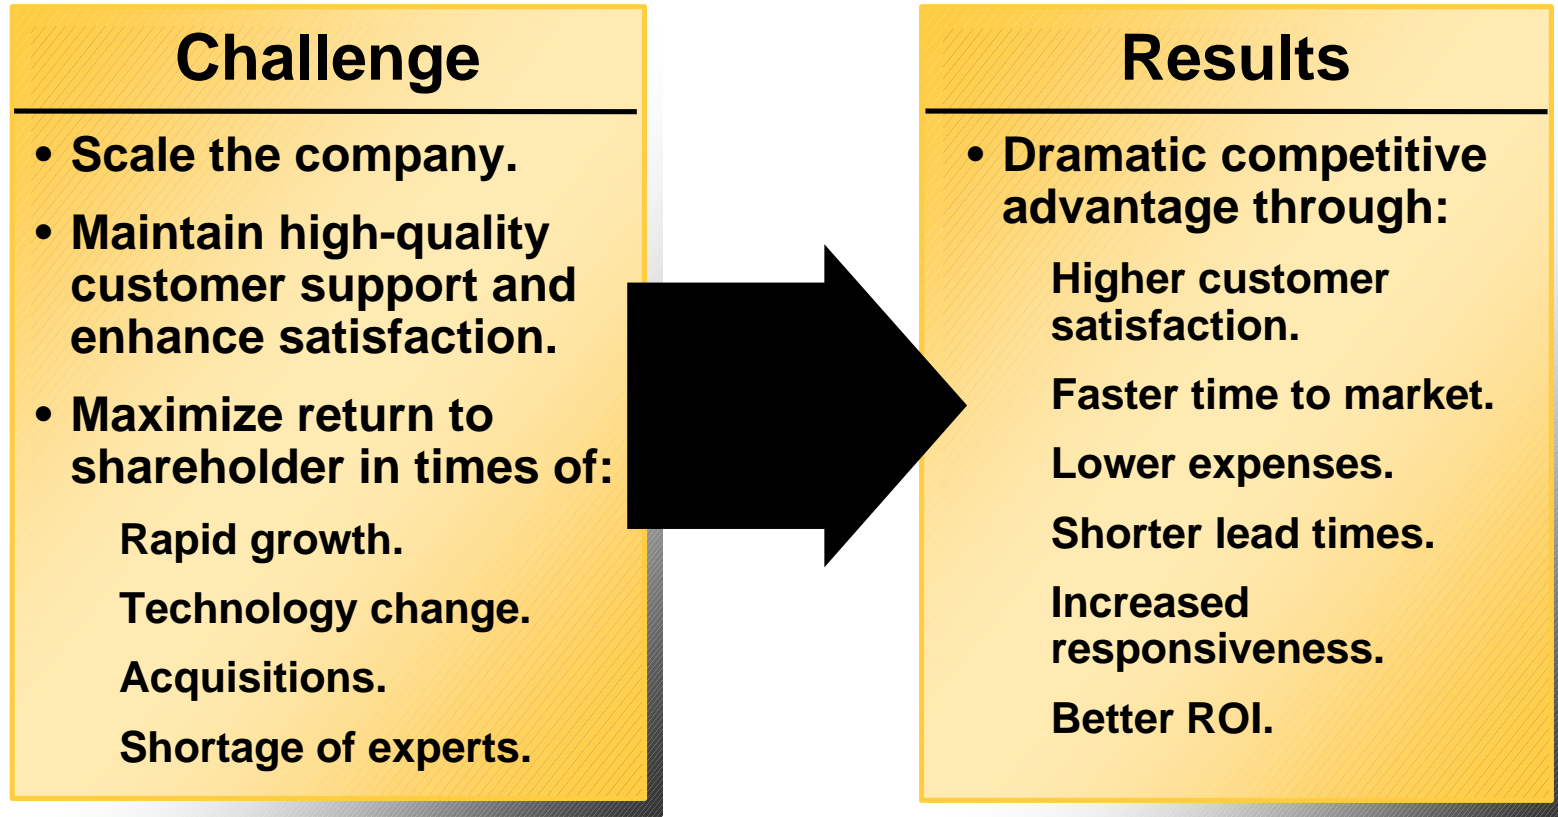 Challenge
• Scale the company.
• Maintain high-quality
customer support and
enhance satisfaction.
• Maximize return to
shareholder in times of:
Rapid growth.
Technology change.
Acquisitions.
Shortage of experts.
Results
• Dramatic competitive
advantage through:
Higher customer
satisfaction.
Faster time to market.
Lower expenses.
Shorter lead times.
Increased
responsiveness.
Better ROI.